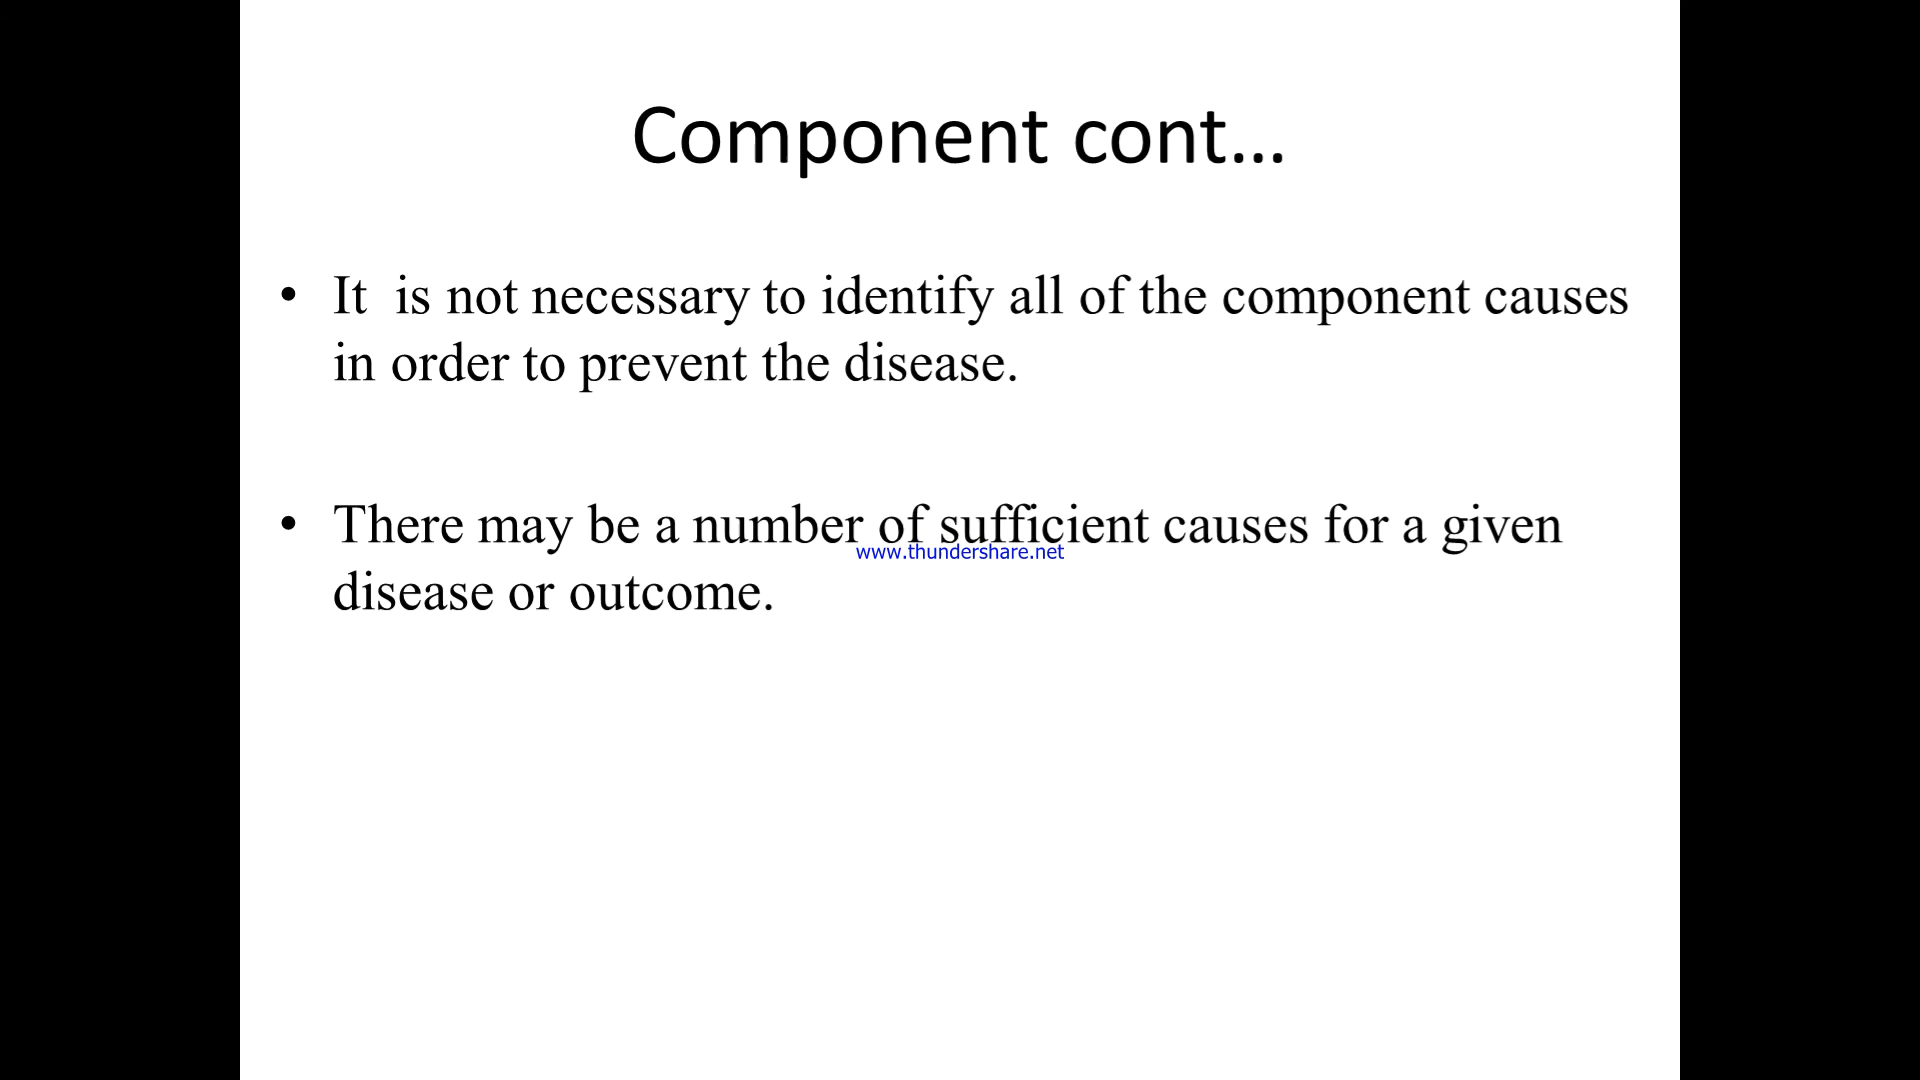 Component cont...
• It  is not necessary to identify all of the component causes
in order to prevent the disease.
• There may be a number of sufficient causes for a given
www.thundershare.net
disease or outcome.